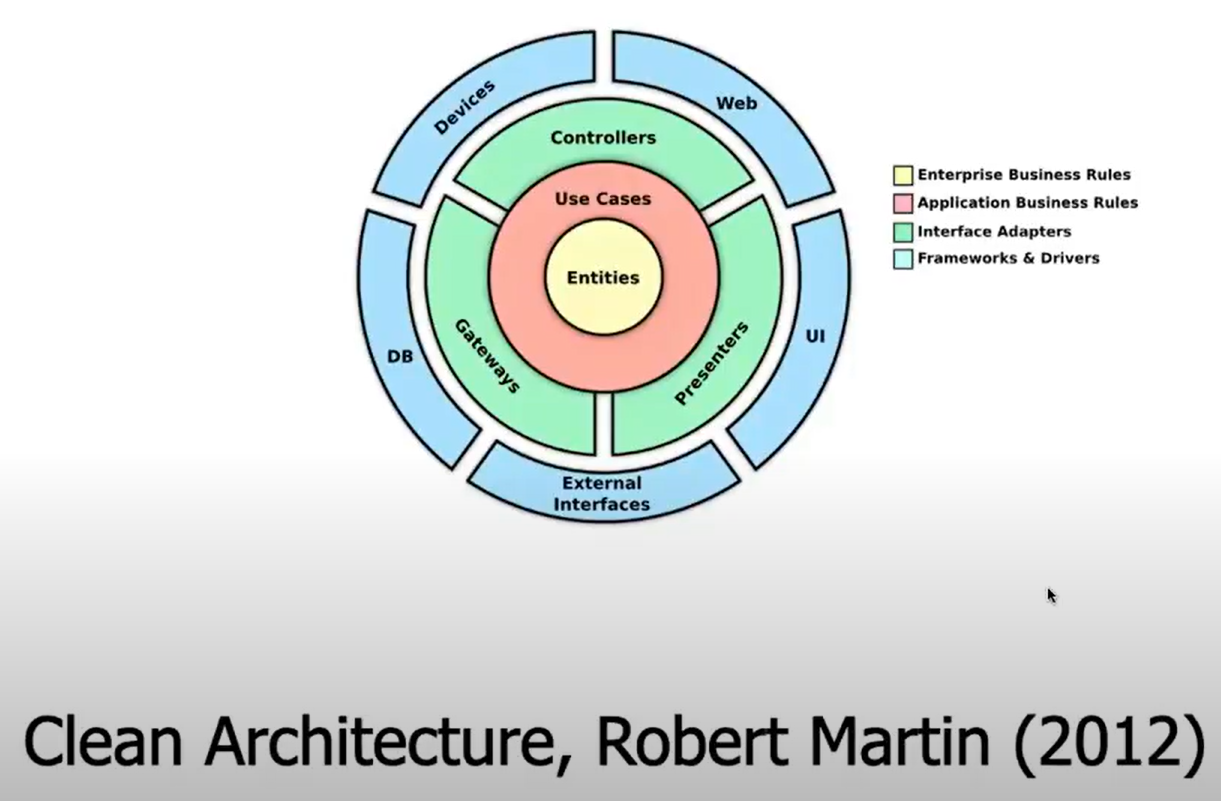 Devices
Web
Controllers
Use Cases
Entities
Gateways
Presenters
DB
UI
External
Interfaces
Enterprise Business Rules
Application Business Rules
Interface Adapters
Frameworks & Drivers
Clean Architecture, Robert Martin (2012)